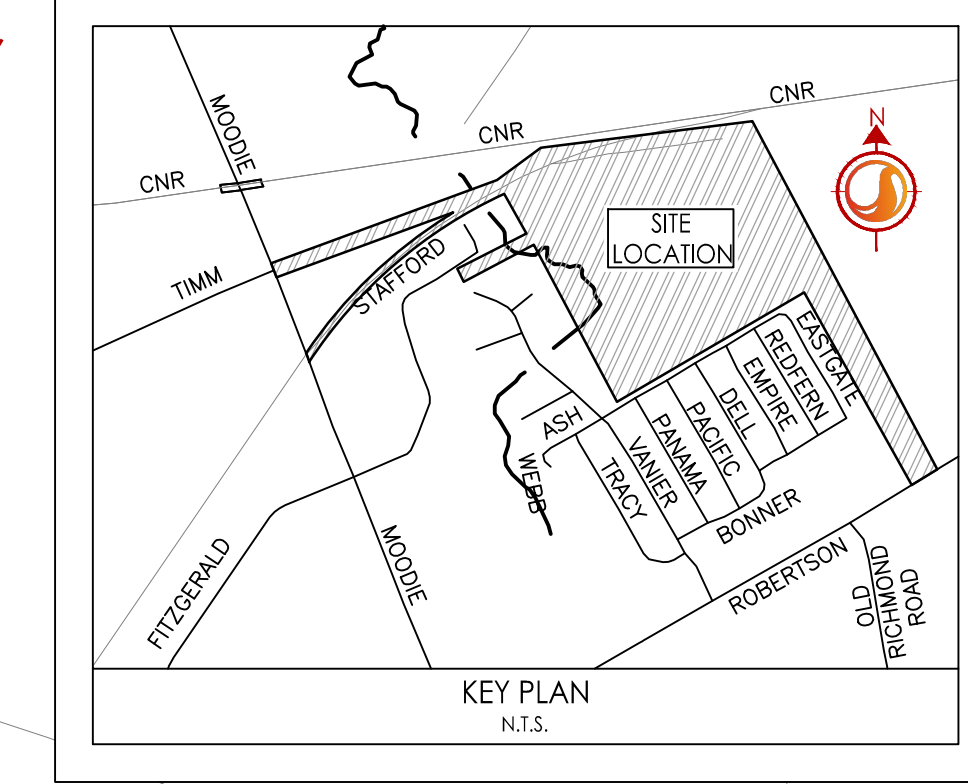 CNR
MOODIE
CNR
CNR
N
SITE
LOCATION
TIMM
STAFFORD
EASTGATE
REDFERN
EMPIRE
DELL
PACIFIC
PANAMA
VANIER
TRACY
ASH
WEBB
BONNER
ROBERTSON
MOODIE
FITZGERALD
OLD
RICHMOND
ROAD
KEY PLAN
N.T.S.